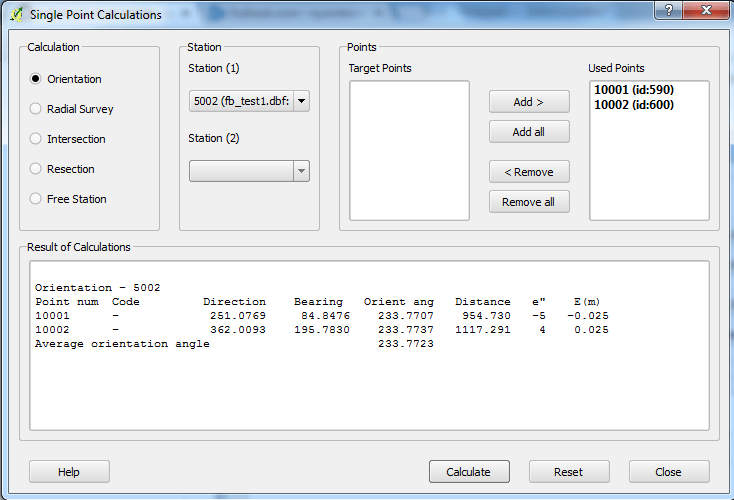 Single Point Calculations
Calculation
Orientation
Radial Survey
Intersection
Resection
Free Station
Station
Station (1)
5002 (fb_test1.dbf:
Station (2)
Points
Target Points
Add >
Add all
< Remove
Remove all
Used Points
10001 (id:590)
10002 (id:600)
Result of Calculations
Orientation - 5002
Point num Code Direction Bearing Orient ang Distance e" E(m)
10001 - 251.0769 84.8476 233.7707 954.730 -5 -0.025
10002 - 362.0093 195.7830 233.7737 1117.291 4 0.025
Average orientation angle 233.7723
Help
Calculate
Reset
Close